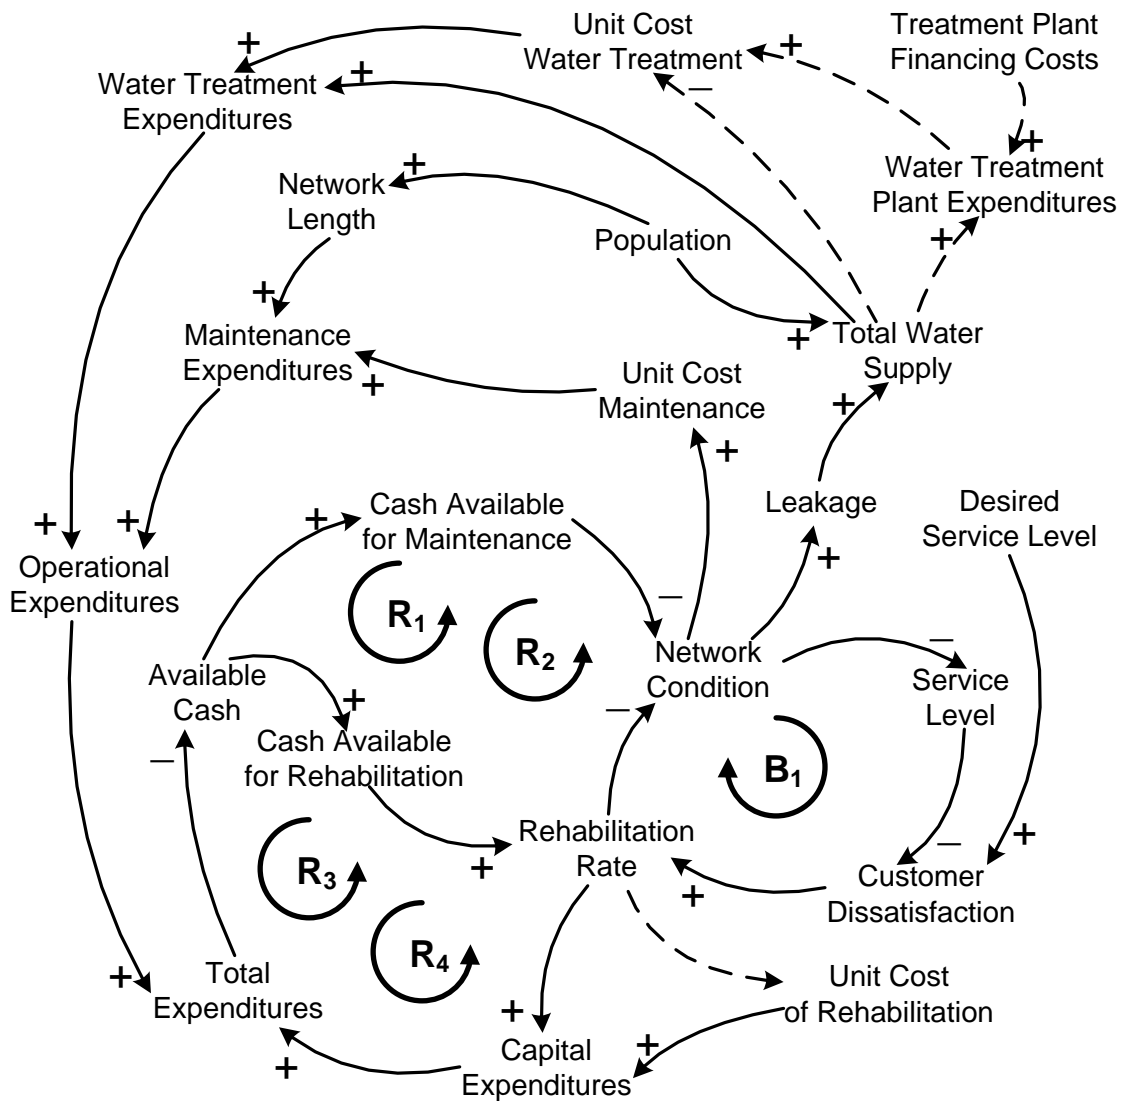 Unit Cost
Water Treatment
Treatment Plant
Financing Costs
+
+
Water Treatment
Expenditures
+
–
+
Water Treatment
Plant Expenditures
+
Network
Length
+
Population
+
Maintenance
Expenditures
+
Total Water
Supply
+
Unit Cost
Maintenance
+
+
Cash Available
for Maintenance
+
Leakage
Desired
Service Level
+
+
+
Operational
Expenditures
R1
R2
–
Network
Condition
–
Service
Level
Available
Cash
+
Cash Available
for Rehabilitation
–
–
B1
Rehabilitation
Rate
+
–
+
R3
Customer
Dissatisfaction
+
R4
Total
Expenditures
+
Unit Cost
of Rehabilitation
+
+
Capital
Expenditures
+